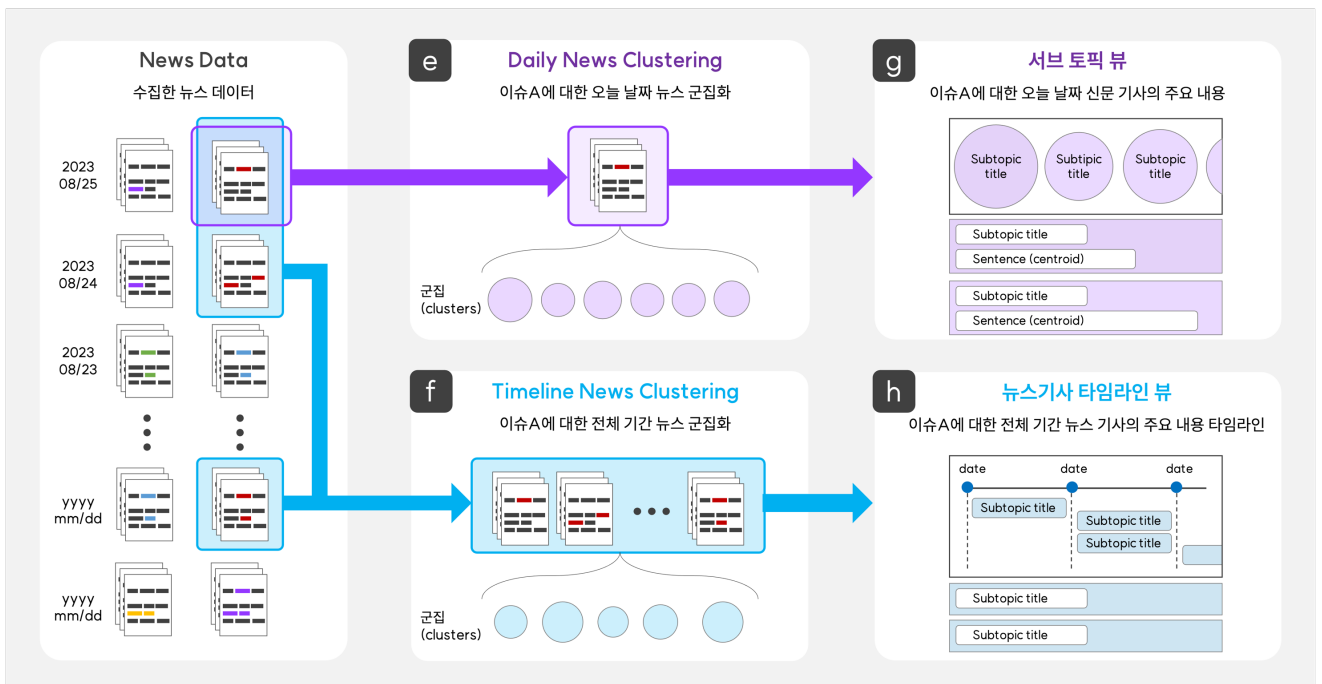 News Data
수집한 뉴스 데이터
2023
08/25
2023
08/24
2023
08/23
yyyy
mm/dd
yyyy
mm/dd
e
Daily News Clustering
이슈A에 대한 오늘 날짜 뉴스 군집화
군집
(clusters)
f
Timeline News Clustering
이슈A에 대한 전체 기간 뉴스 군집화
군집
(clusters)
g
서브 토픽 뷰
이슈A에 대한 오늘 날짜 신문 기사의 주요 내용
Subtopic
title
Subtipic
title
Subtopic
title
Subtopic title
Sentence (centroid)
Subtopic title
Sentence (centroid)
h
뉴스기사 타임라인 뷰
이슈A에 대한 전체 기간 뉴스 기사의 주요 내용 타임라인
date
date
date
Subtopic title
Subtopic title
Subtopic title
Subtopic title
Subtopic title